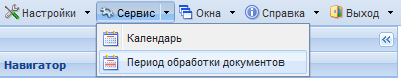 Настройки Сервис Окна Справка Выход
Календарь
Период обработки документов
Навигатор